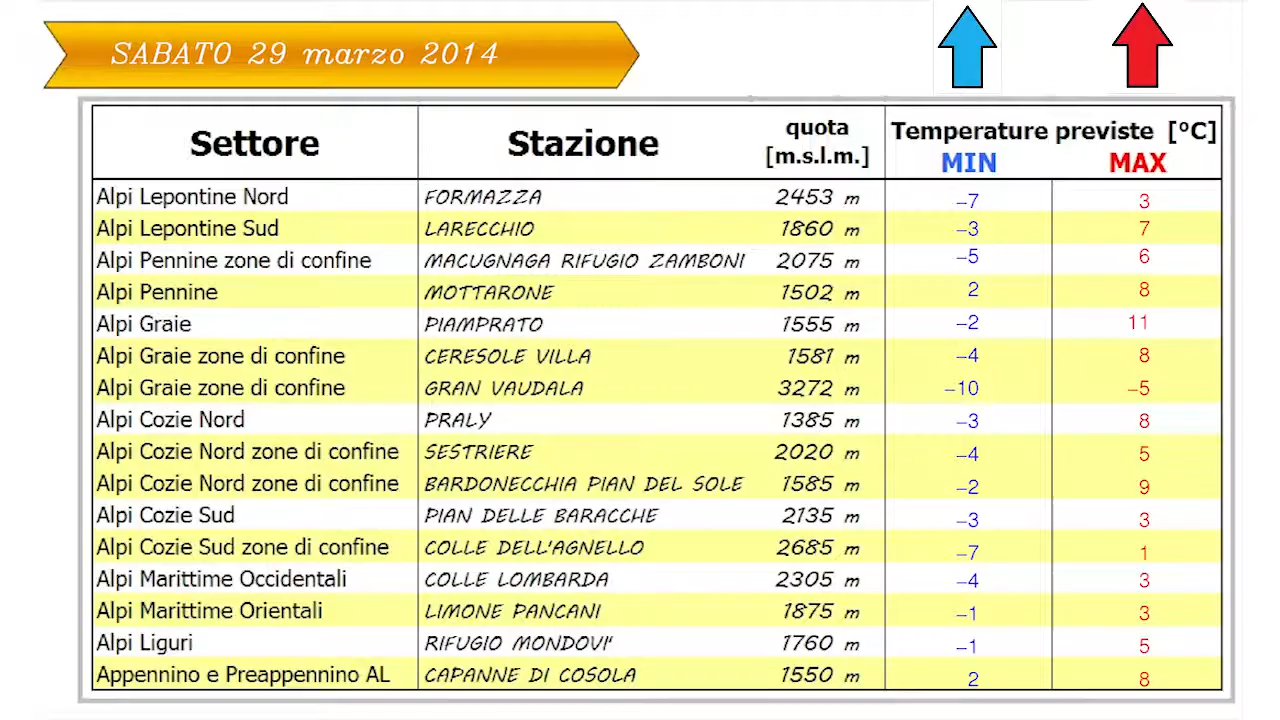 SABATO 29 marzo 2014
Settore Stazione quota [m.s.l.m.] Temperature previste [°C]
MIN MAX
Alpi Lepontine Nord FORMAZZA 2453 m -7 3
Alpi Lepontine Sud LARECCHIO 1860 m -3 7
Alpi Pennine zone di confine MACUGNAGA RIFUGIO ZAMBONI 2075 m -5 6
Alpi Pennine MOTTARONE 1502 m 2 8
Alpi Graie PIAMPRATO 1555 m -2 11
Alpi Graie zone di confine CERESOLE VILLA 1581 m -4 8
Alpi Graie zone di confine GRAN VAUDALA 3272 m -10 -5
Alpi Cozie Nord PRALY 1385 m -3 8
Alpi Cozie Nord zone di confine SESTRIERE 2020 m -4 5
Alpi Cozie Nord zone di confine BARDONECCHIA PIAN DEL SOLE 1585 m -2 9
Alpi Cozie Sud PIAN DELLE BARACCHE 2135 m -3 3
Alpi Cozie Sud zone di confine COLLE DELL'AGNELLO 2685 m -7 1
Alpi Marittime Occidentali COLLE LOMBARDA 2305 m -4 3
Alpi Marittime Orientali LIMONE PANCANI 1875 m -1 3
Alpi Liguri RIFUGIO MONDOVI' 1760 m -1 5
Appennino e Preappennino AL CAPANNE DI COSOLA 1550 m 2 8